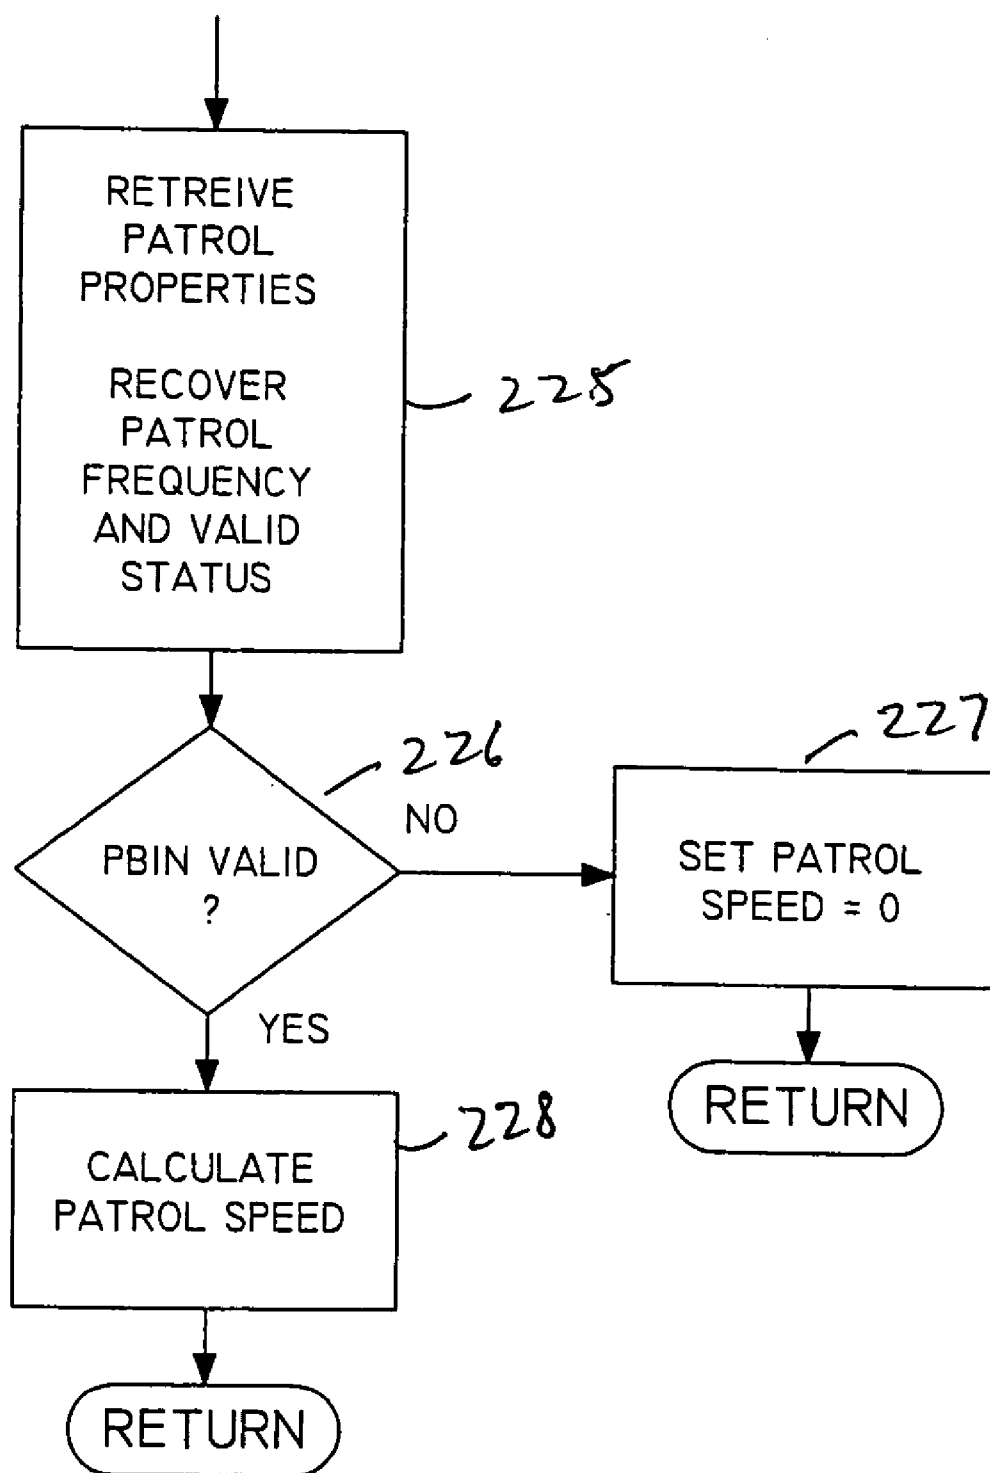 RETREIVE
PATROL
PROPERTIES
RECOVER
PATROL
FREQUENCY
AND VALID
STATUS
225
226
227
NO
PBIN VALID
?
SET PATROL
SPEED = 0
YES
RETURN
228
CALCULATE
PATROL SPEED
RETURN